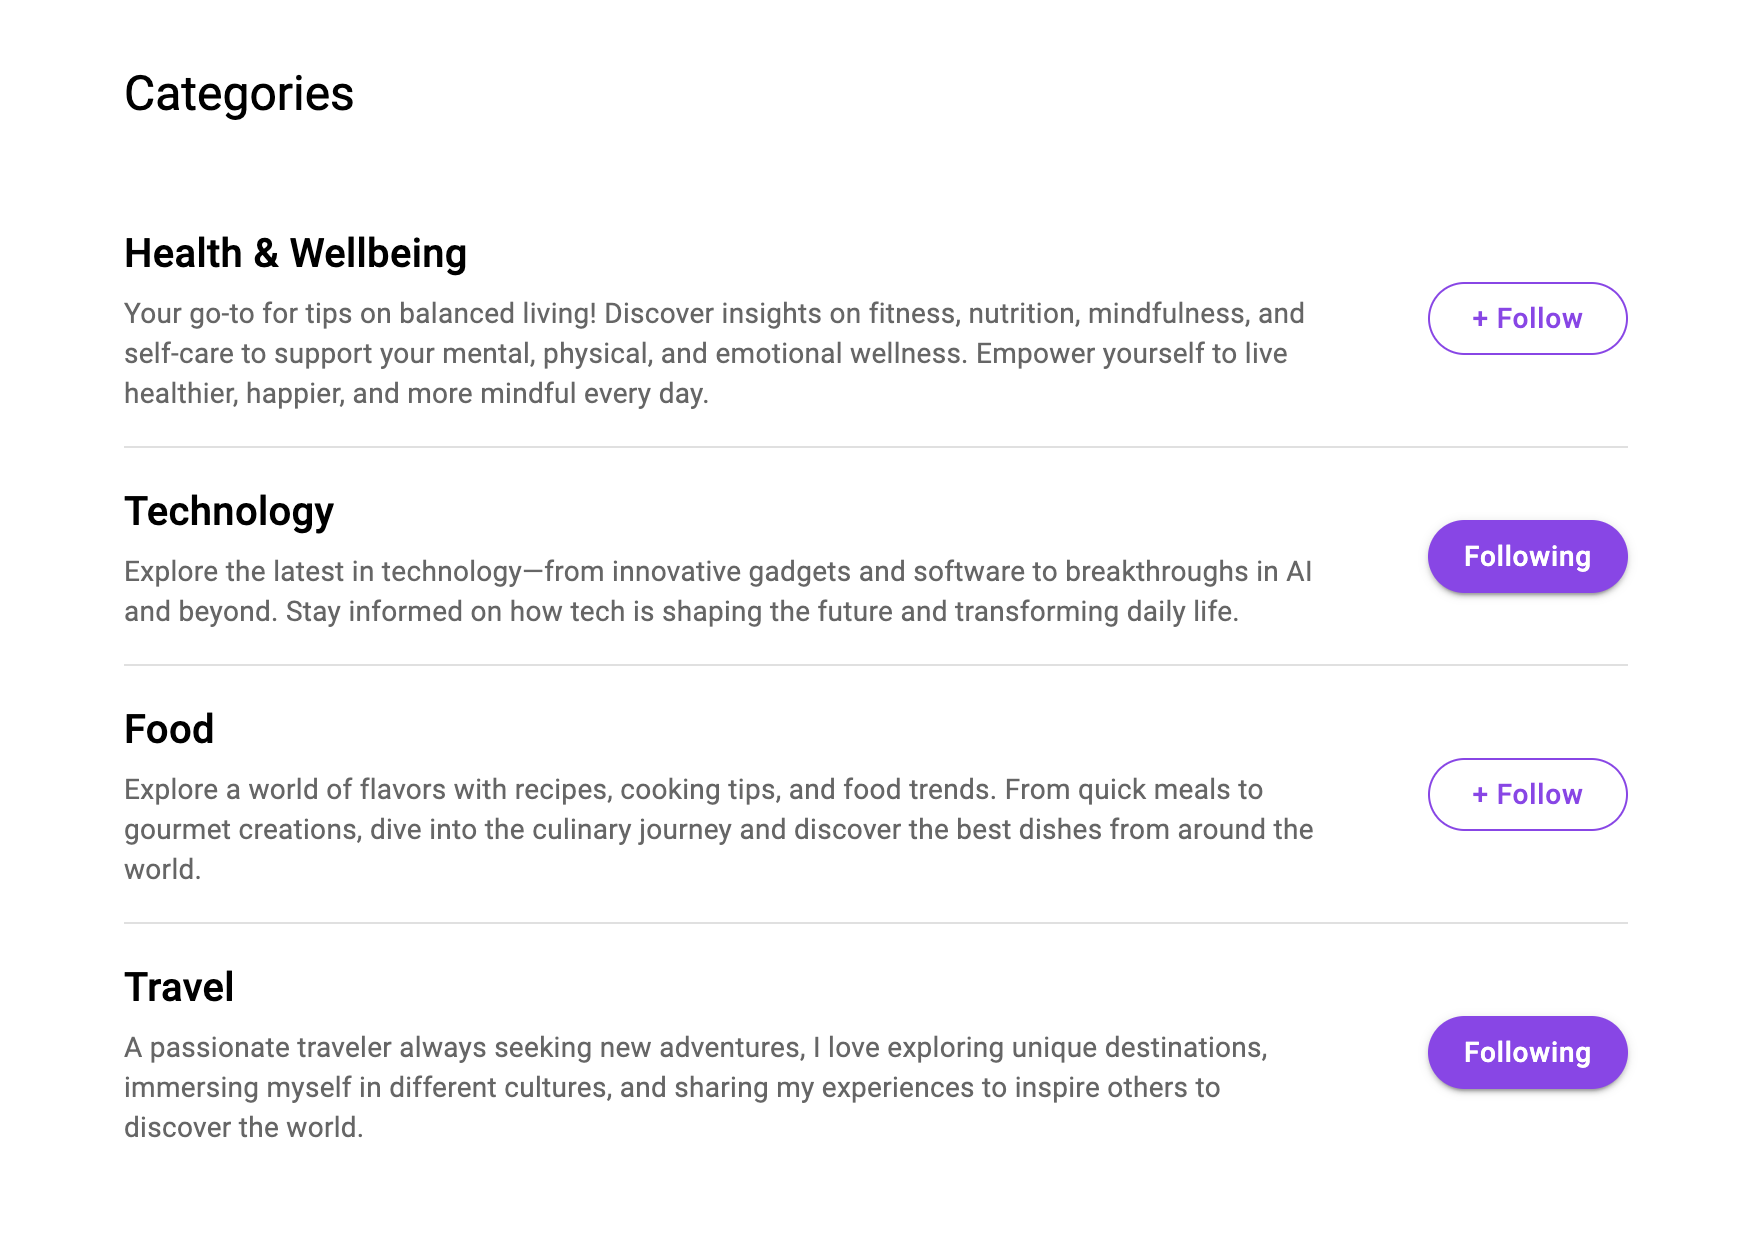 Categories
Health & Wellbeing
Your go-to for tips on balanced living! Discover insights on fitness, nutrition, mindfulness, and
self-care to support your mental, physical, and emotional wellness. Empower yourself to live
healthier, happier, and more mindful every day.
+ Follow
Technology
Explore the latest in technology—from innovative gadgets and software to breakthroughs in AI
and beyond. Stay informed on how tech is shaping the future and transforming daily life.
Following
Food
Explore a world of flavors with recipes, cooking tips, and food trends. From quick meals to
gourmet creations, dive into the culinary journey and discover the best dishes from around the
world.
+ Follow
Travel
A passionate traveler always seeking new adventures, I love exploring unique destinations,
immersing myself in different cultures, and sharing my experiences to inspire others to
discover the world.
Following